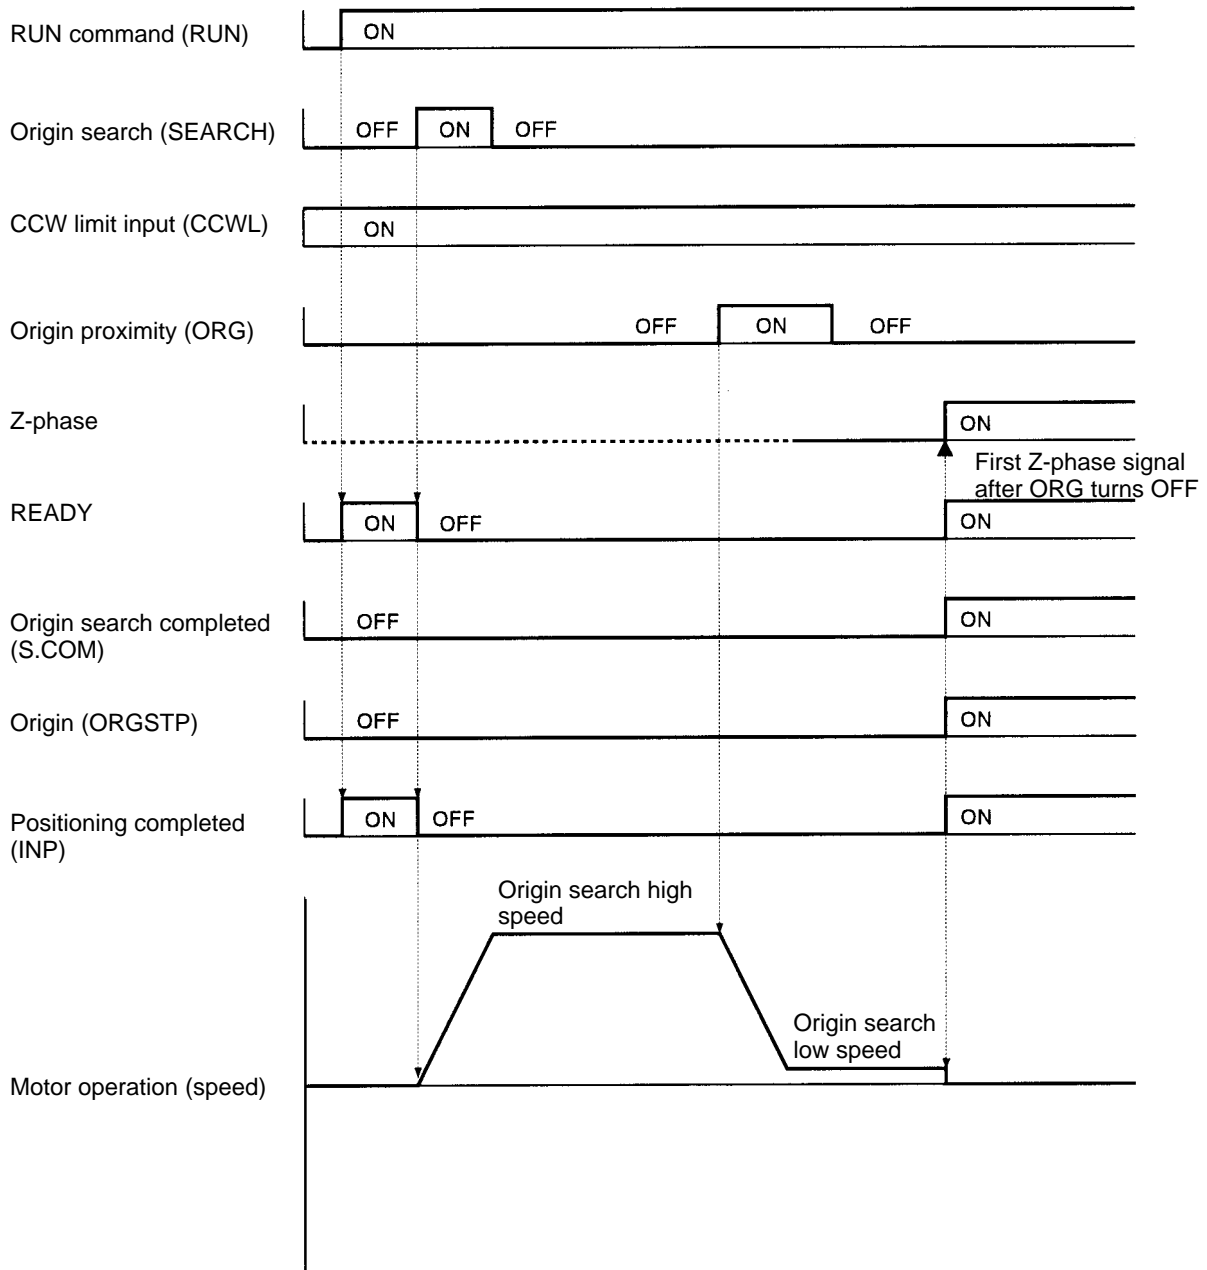 RUN command (RUN)
ON
Origin search (SEARCH)
OFF ON OFF
CCW limit input (CCWL)
ON
Origin proximity (ORG)
OFF ON OFF
Z-phase
ON
First Z-phase signal
after ORG turns OFF
READY
ON OFF ON
Origin search completed
(S.COM)
OFF ON
Origin (ORGSTP)
OFF ON
Positioning completed
(INP)
ON OFF ON
Origin search high
speed
Origin search
low speed
Motor operation (speed)